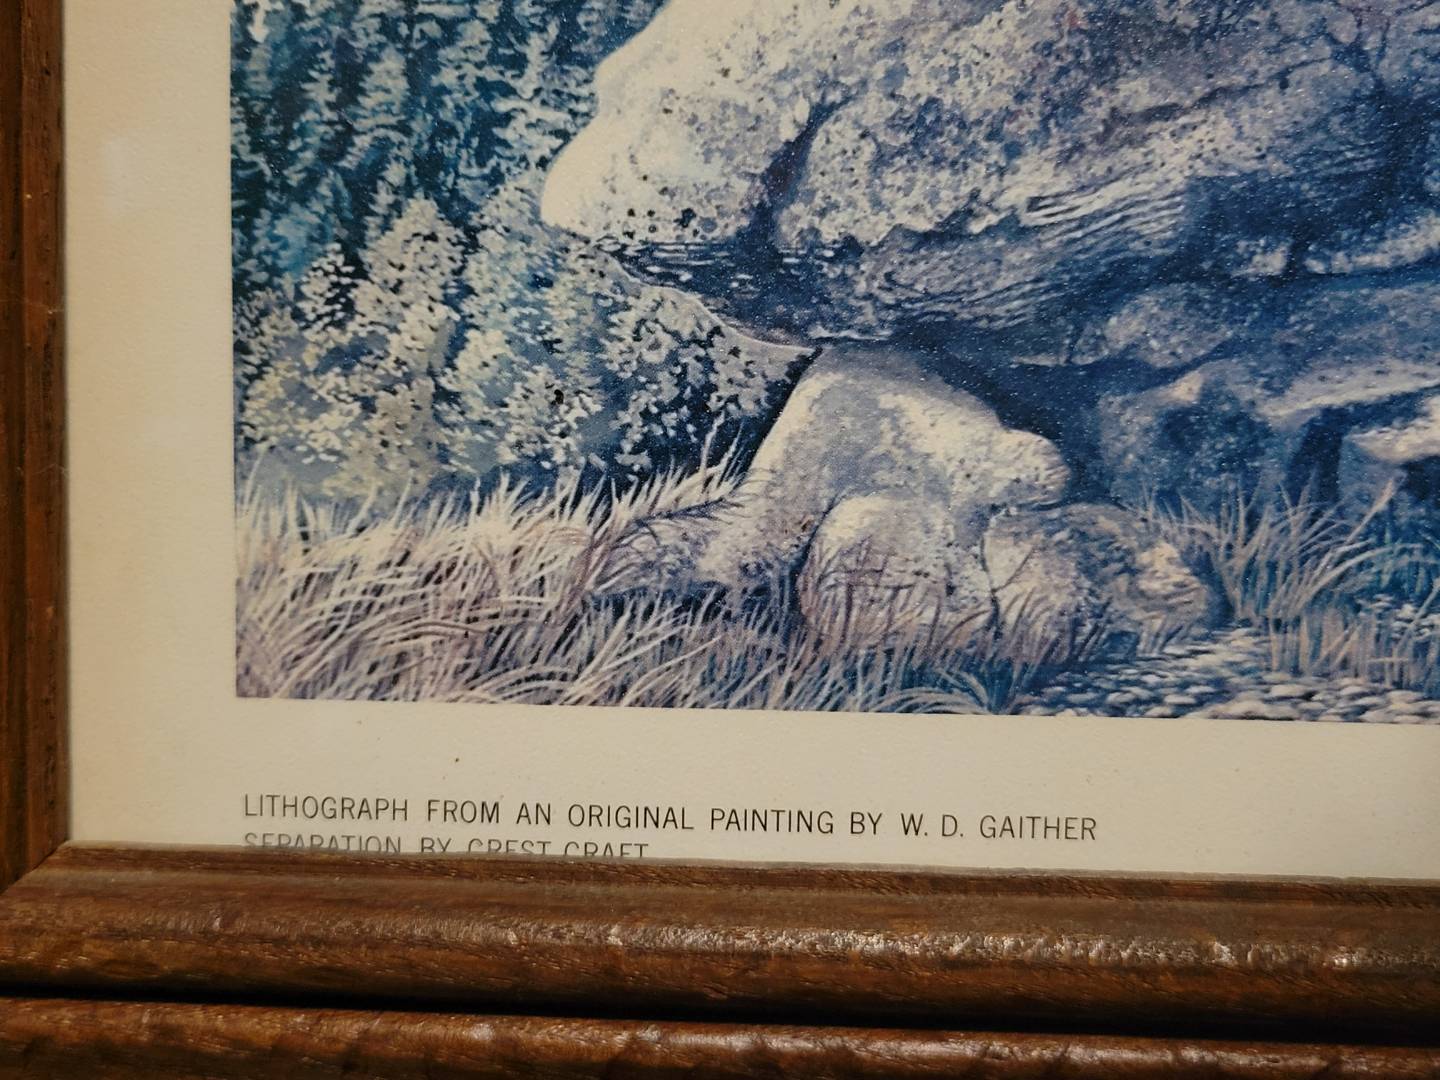 LITHOGRAPH FROM AN ORIGINAL PAINTING BY W. D. GAITHER
SEPARATION BY CREST CRAFT